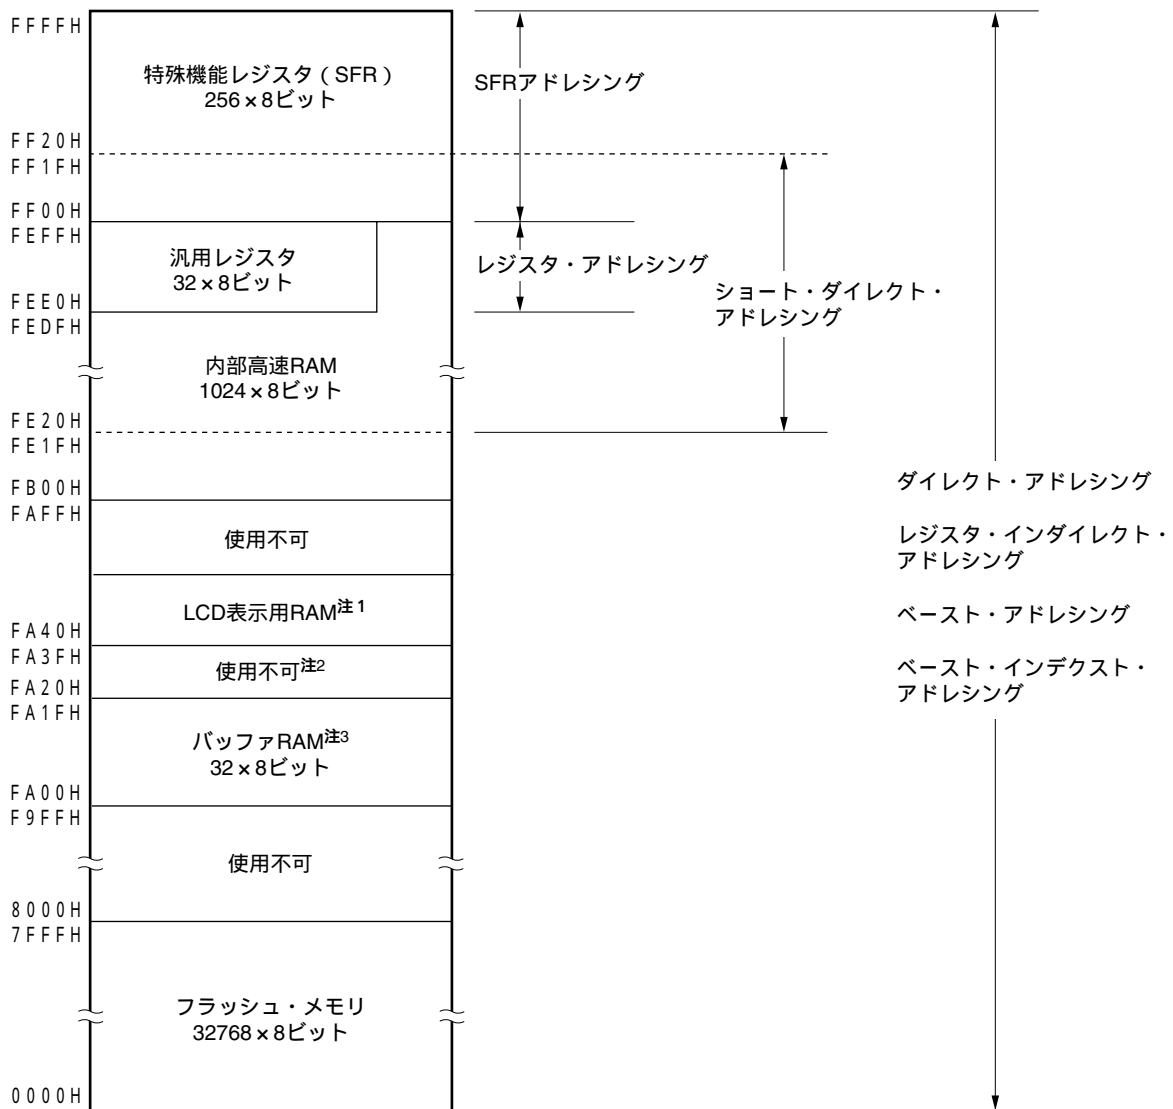 FFFFH
特殊機能レジスタ（SFR）
256×8ビット
SFRアドレシング
FF20H
FF1FH
FF00H
FEFFH
汎用レジスタ
32×8ビット
レジスタ・アドレシング
ショート・ダイレクト・
アドレシング
FEE0H
FEDFH
内部高速RAM
1024×8ビット
FE20H
FE1FH
FB00H
FAFFH
使用不可
LCD表示用RAM注1
FA40H
FA3FH
使用不可注2
FA20H
FA1FH
バッファRAM注3
32×8ビット
FA00H
F9FFH
使用不可
8000H
7FFFH
フラッシュ・メモリ
32768×8ビット
0000H
ダイレクト・アドレシング
レジスタ・インダイレクト・
アドレシング
ベースト・アドレシング
ベースト・インデクスト・
アドレシング